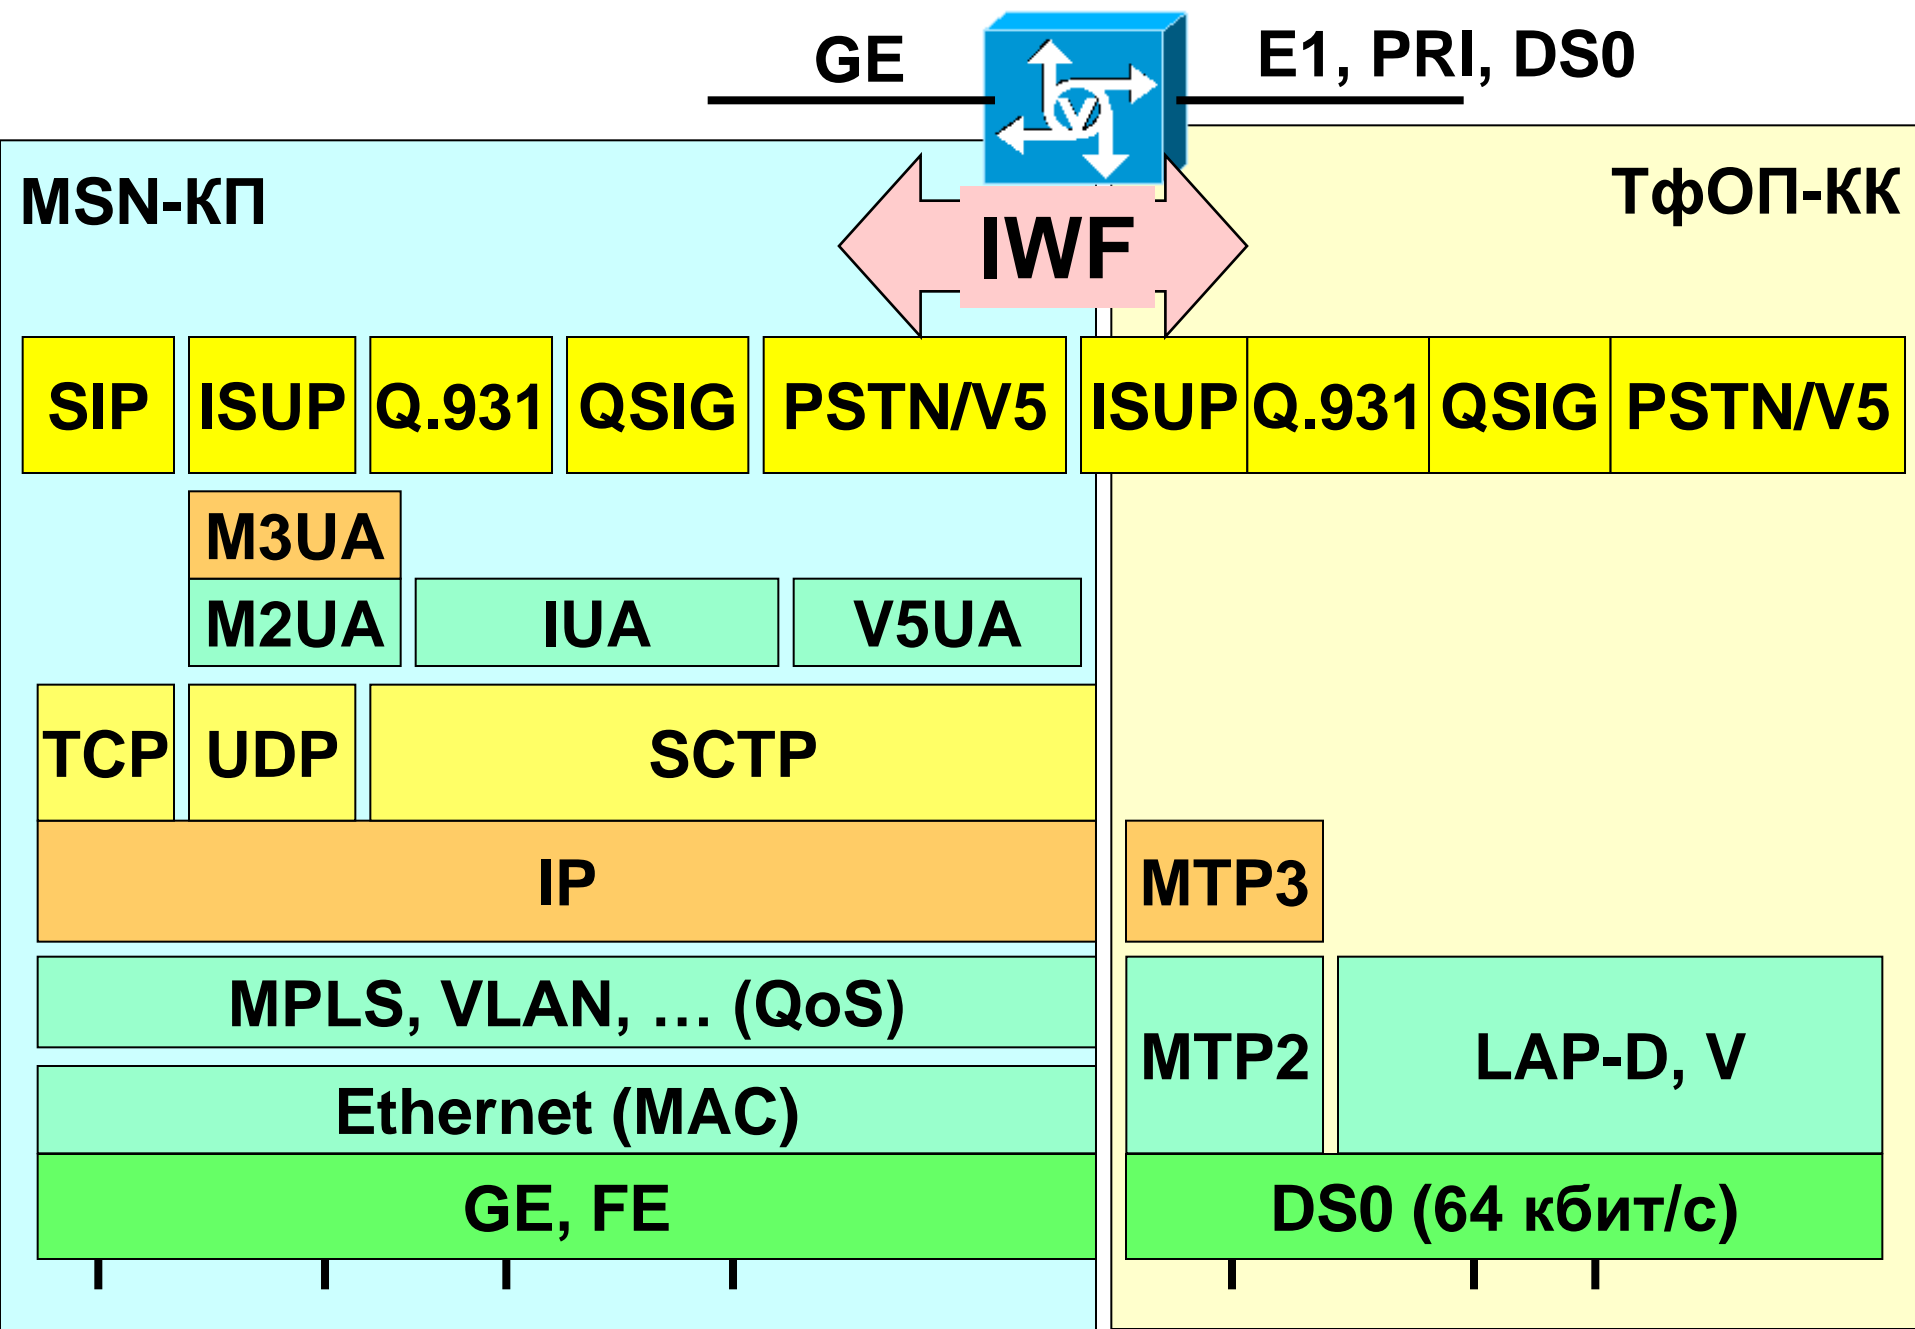 GE
E1, PRI, DS0
V
MSN-КП
ТфОП-КК
IWF
SIP ISUP Q.931 QSIG PSTN/V5 ISUP Q.931 QSIG PSTN/V5
M3UA
M2UA IUA V5UA
TCP UDP SCTP
IP MTP3
MPLS, VLAN, … (QoS)
MTP2 LAP-D, V
Ethernet (MAC)
GE, FE DS0 (64 кбит/с)